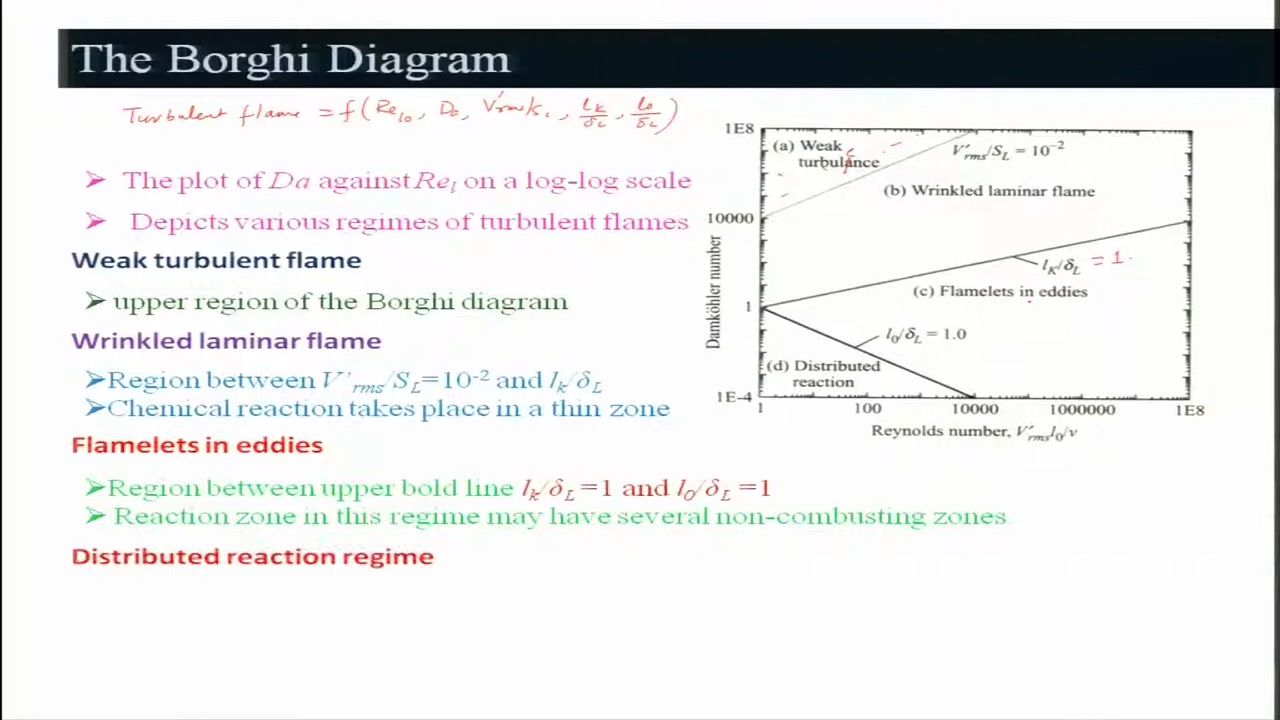 The Borghi Diagram
Turbulent flame = f(Re_l0, Da, V'rms/S_L, l_K/δ_L, l_0/δ_L)
➢ The plot of Da against Re_l on a log-log scale
➢ Depicts various regimes of turbulent flames
Weak turbulent flame
➢ upper region of the Borghi diagram
Wrinkled laminar flame
➢Region between V'_rms/S_L=10^-2 and l_k/δ_L
➢Chemical reaction takes place in a thin zone
Flamelets in eddies
➢Region between upper bold line l_k/δ_L=1 and l_0/δ_L=1
➢ Reaction zone in this regime may have several non-combusting zones.
Distributed reaction regime
1E8
10000
1
1E-4
Damköhler number
(a) Weak
turbulance
V'_rms/S_L = 10^-2
(b) Wrinkled laminar flame
l_K/δ_L = 1.
(c) Flamelets in eddies
l_0/δ_L = 1.0
(d) Distributed
reaction
1 100 10000 1000000 1E8
Reynolds number, V'_rms l_0/ν